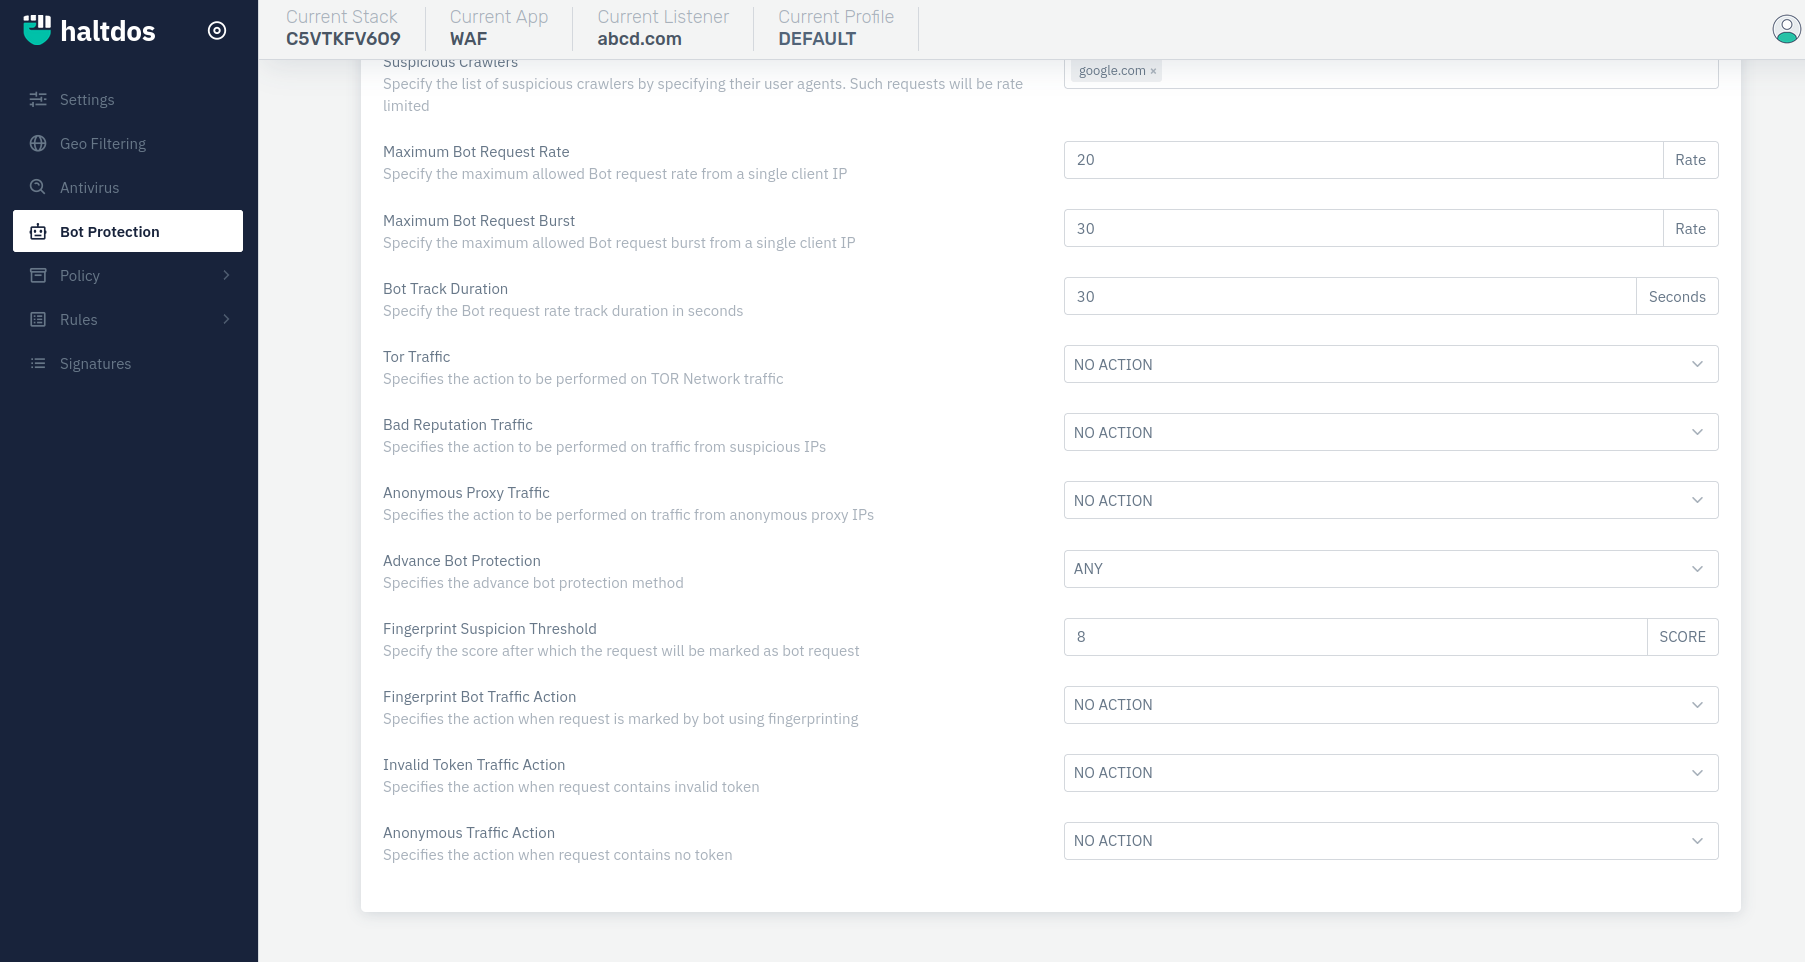 haltdos
Settings
Geo Filtering
Antivirus
Bot Protection
Policy
Rules
Signatures
Current Stack
C5VTKFV6O9
Current App
WAF
Current Listener
abcd.com
Current Profile
DEFAULT
Suspicious Crawlers
Specify the list of suspicious crawlers by specifying their user agents. Such requests will be rate
limited
google.com ×
Maximum Bot Request Rate
Specify the maximum allowed Bot request rate from a single client IP
20 Rate
Maximum Bot Request Burst
Specify the maximum allowed Bot request burst from a single client IP
30 Rate
Bot Track Duration
Specify the Bot request rate track duration in seconds
30 Seconds
Tor Traffic
Specifies the action to be performed on TOR Network traffic
NO ACTION
Bad Reputation Traffic
Specifies the action to be performed on traffic from suspicious IPs
NO ACTION
Anonymous Proxy Traffic
Specifies the action to be performed on traffic from anonymous proxy IPs
NO ACTION
Advance Bot Protection
Specifies the advance bot protection method
ANY
Fingerprint Suspicion Threshold
Specify the score after which the request will be marked as bot request
8 SCORE
Fingerprint Bot Traffic Action
Specifies the action when request is marked by bot using fingerprinting
NO ACTION
Invalid Token Traffic Action
Specifies the action when request contains invalid token
NO ACTION
Anonymous Traffic Action
Specifies the action when request contains no token
NO ACTION